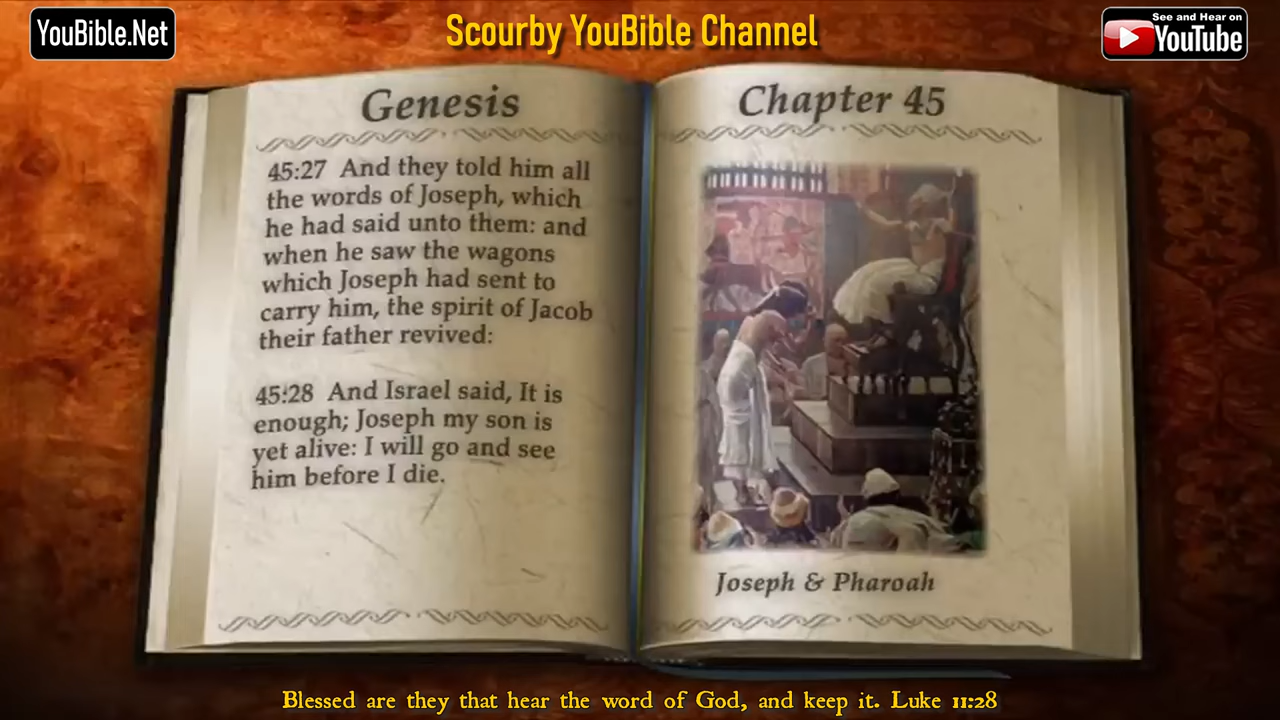 YouBible.Net
Scourby YouBible Channel
See and Hear on
YouTube
Genesis
45:27 And they told him all
the words of Joseph, which
he had said unto them: and
when he saw the wagons
which Joseph had sent to
carry him, the spirit of Jacob
their father revived:
45:28 And Israel said, It is
enough; Joseph my son is
yet alive: I will go and see
him before I die.
Chapter 45
Joseph & Pharoah
Blessed are they that hear the word of God, and keep it. Luke 11:28